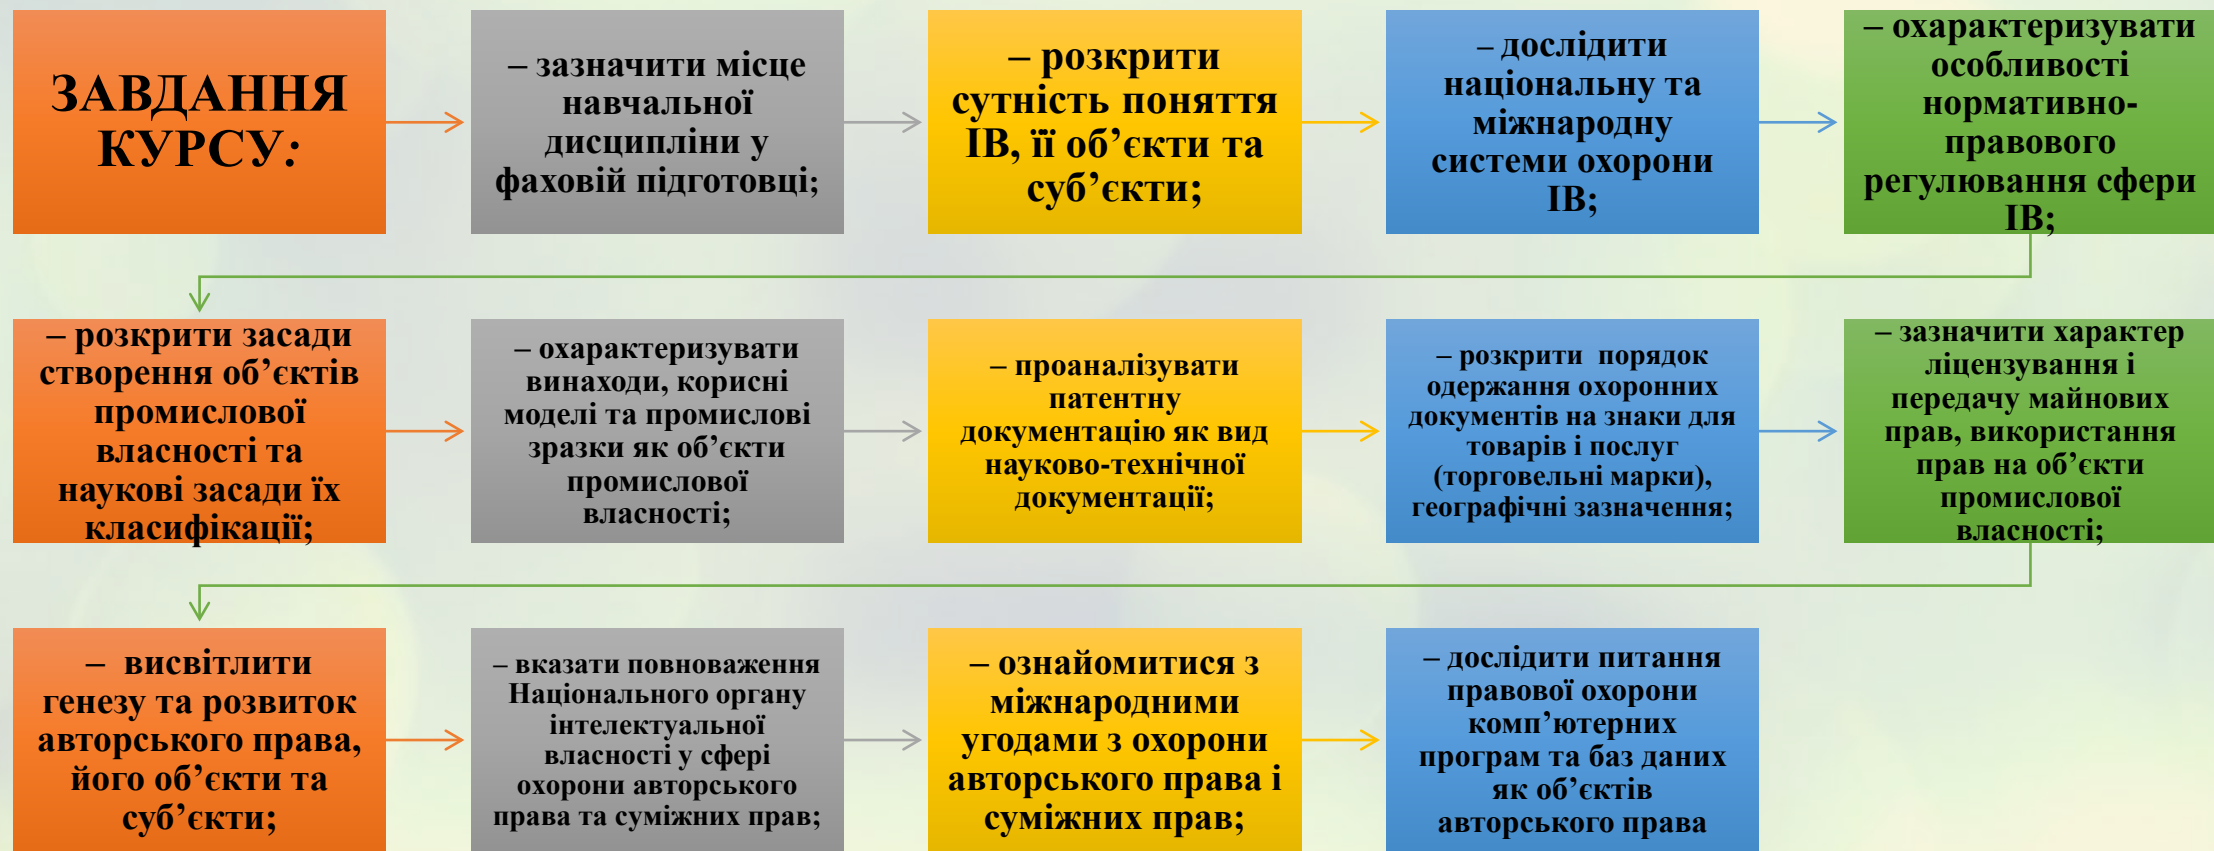 ЗАВДАННЯ
КУРСУ:
– зазначити місце
навчальної
дисципліни у
фаховій підготовці;
– розкрити
сутність поняття
ІВ, її об’єкти та
суб’єкти;
– дослідити
національну та
міжнародну
системи охорони
ІВ;
– охарактеризувати
особливості
нормативно-
правового
регулювання сфери
ІВ;
– розкрити засади
створення об’єктів
промислової
власності та
наукові засади їх
класифікації;
– охарактеризувати
винаходи, корисні
моделі та промислові
зразки як об’єкти
промислової
власності;
– проаналізувати
патентну
документацію як вид
науково-технічної
документації;
– розкрити  порядок
одержання охоронних
документів на знаки для
товарів і послуг
(торговельні марки),
географічні зазначення;
– зазначити характер
ліцензування і
передачу майнових
прав, використання
прав на об’єкти
промислової
власності;
–  висвітлити
генезу та розвиток
авторського права,
його об’єкти та
суб’єкти;
– вказати повноваження
Національного органу
інтелектуальної
власності у сфері
охорони авторського
права та суміжних прав;
– ознайомитися з
міжнародними
угодами з охорони
авторського права і
суміжних прав;
– дослідити питання
правової охорони
комп’ютерних
програм та баз даних
як об’єктів
авторського права